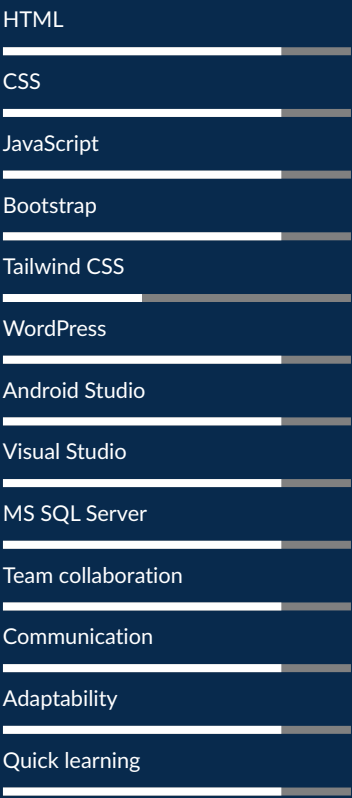 HTML
CSS
JavaScript
Bootstrap
Tailwind CSS
WordPress
Android Studio
Visual Studio
MS SQL Server
Team collaboration
Communication
Adaptability
Quick learning